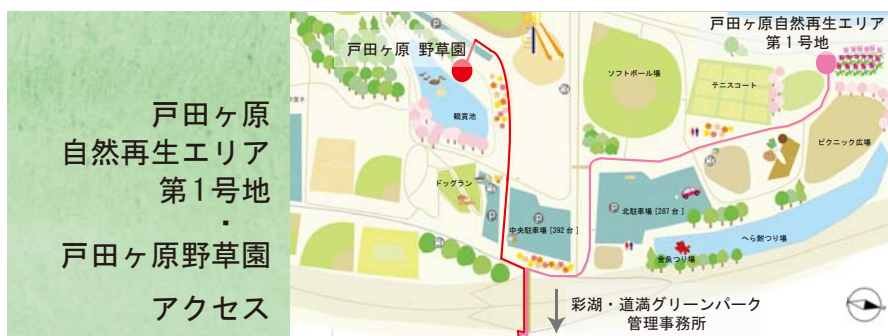 戸田ヶ原
自然再生エリア
第１号地
・
戸田ヶ原野草園
アクセス
戸田ヶ原 野草園
戸田ヶ原自然再生エリア
第１号地
ソフトボール場
テニスコート
観賞池
ピクニック広場
ドッグラン
中央駐車場 [392 台]
北駐車場 [287 台]
へら鮒つり場
金魚つり場
彩湖・道満グリーンパーク
管理事務所
P
P
P
P